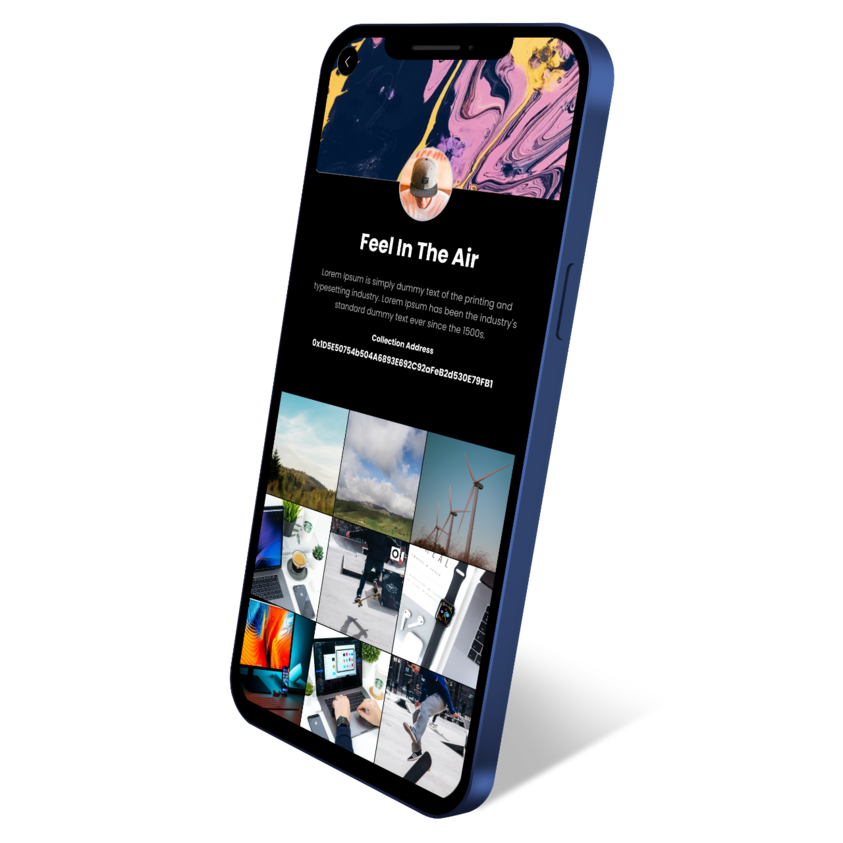 Feel In The Air
Lorem Ipsum is simply dummy text of the printing and
typesetting industry. Lorem Ipsum has been the industry's
standard dummy text ever since the 1500s.
Collection Address
0x1D5E50754b504A6893E692C92aFeB2d530E79FB1